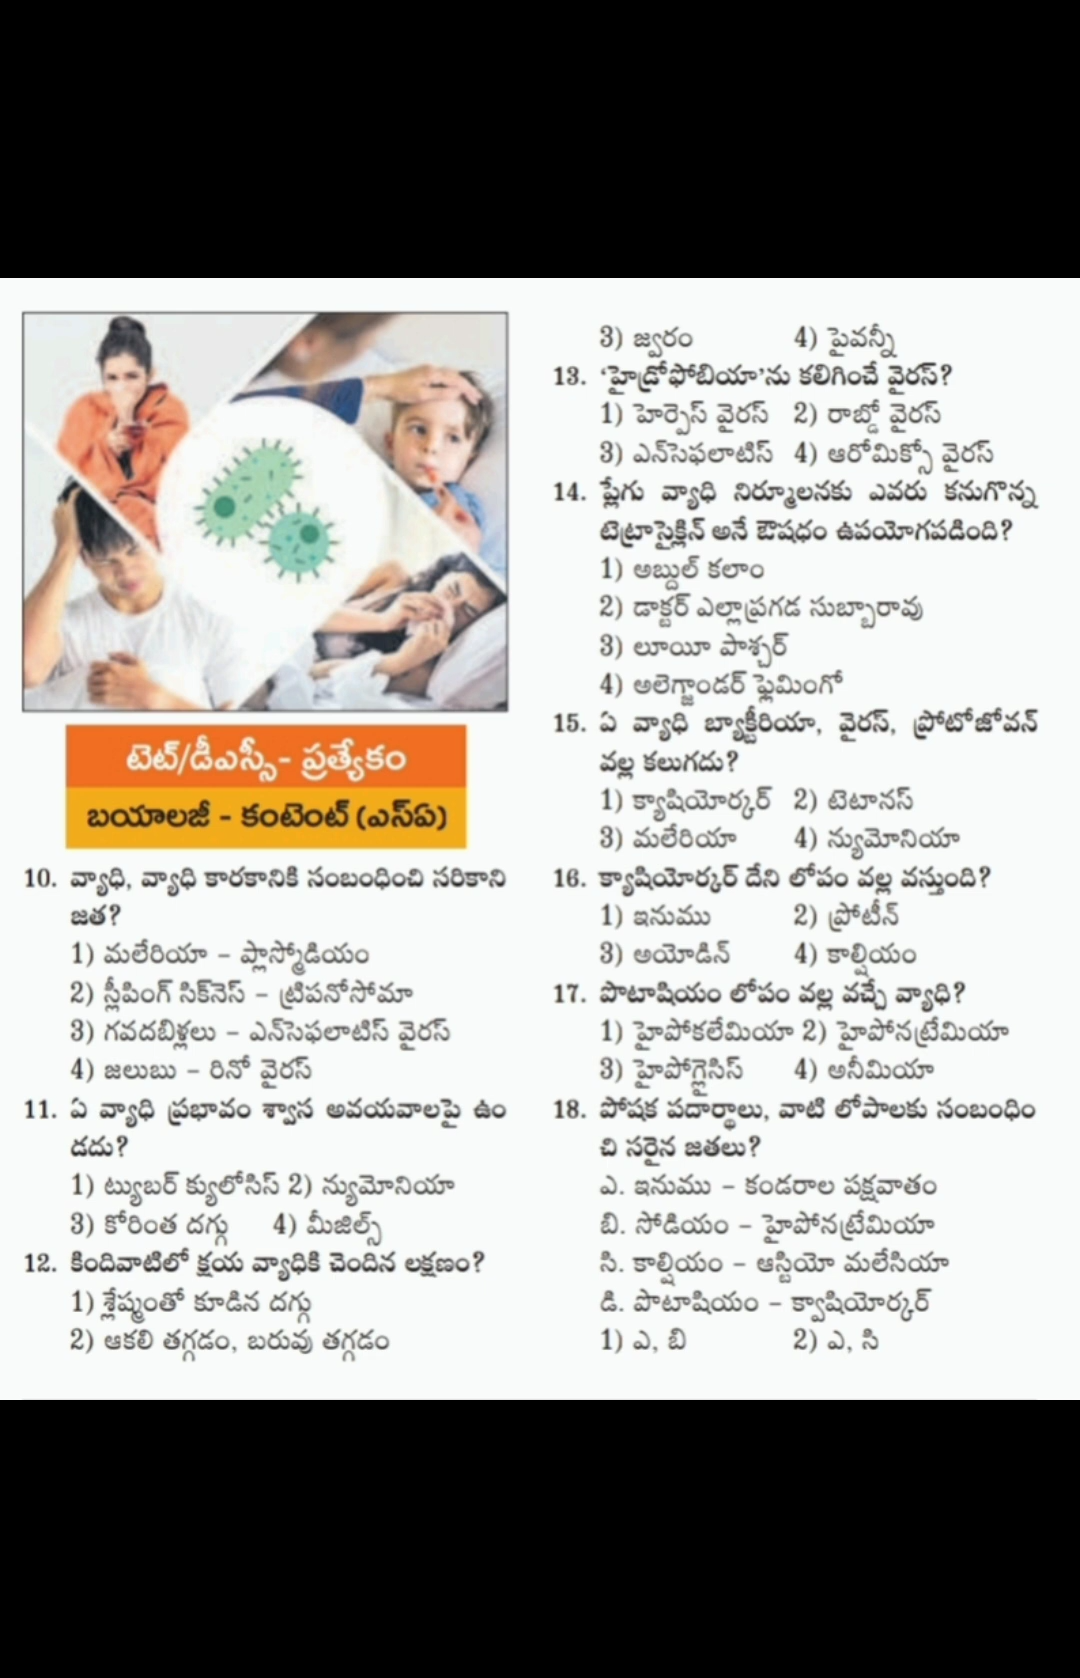 టెట్/డీఎస్సీ- ప్రత్యేకం
బయాలజీ - కంటెంట్ (ఎస్ఏ)
10. వ్యాధి, వ్యాధి కారకానికి సంబంధించి సరికాని
జత?
1) మలేరియా – ప్లాస్మోడియం
2) స్లీపింగ్ సిక్‌నెస్ – ట్రిపనోసోమా
3) గవదబిళ్లలు – ఎన్‌సెఫలాటిస్ వైరస్
4) జలుబు – రినో వైరస్
11. ఏ వ్యాధి ప్రభావం శ్వాస అవయవాలపై ఉం
డదు?
1) ట్యుబర్ క్యులోసిస్ 2) న్యుమోనియా
3) కోరింత దగ్గు 4) మీజిల్స్
12. కిందివాటిలో క్షయ వ్యాధికి చెందిన లక్షణం?
1) శ్లేష్మంతో కూడిన దగ్గు
2) ఆకలి తగ్గడం, బరువు తగ్గడం
3) జ్వరం 4) పైవన్నీ
13. ‘హైడ్రోఫోబియా’ను కలిగించే వైరస్?
1) హెర్పెస్ వైరస్ 2) రాబ్డో వైరస్
3) ఎన్‌సెఫలాటిస్ 4) ఆరోమిక్సో వైరస్
14. ప్లేగు వ్యాధి నిర్మూలనకు ఎవరు కనుగొన్న
టెట్రాసైక్లిన్ అనే ఔషధం ఉపయోగపడింది?
1) అబ్దుల్ కలాం
2) డాక్టర్ ఎల్లాప్రగడ సుబ్బారావు
3) లూయీ పాశ్చర్
4) అలెగ్జాండర్ ఫ్లెమింగో
15. ఏ వ్యాధి బ్యాక్టీరియా, వైరస్, ప్రోటోజోవన్
వల్ల కలుగదు?
1) క్యాషియోర్కర్ 2) టెటానస్
3) మలేరియా 4) న్యుమోనియా
16. క్యాషియోర్కర్ దేని లోపం వల్ల వస్తుంది?
1) ఇనుము 2) ప్రోటీన్
3) అయోడిన్ 4) కాల్షియం
17. పొటాషియం లోపం వల్ల వచ్చే వ్యాధి?
1) హైపోకలేమియా 2) హైపోనట్రేమియా
3) హైపోగ్లైసిస్ 4) అనీమియా
18. పోషక పదార్థాలు, వాటి లోపాలకు సంబంధిం
చి సరైన జతలు?
ఎ. ఇనుము – కండరాల పక్షవాతం
బి. సోడియం – హైపోనట్రేమియా
సి. కాల్షియం – ఆస్టియో మలేసియా
డి. పొటాషియం – క్వాషియోర్కర్
1) ఎ, బి 2) ఎ, సి